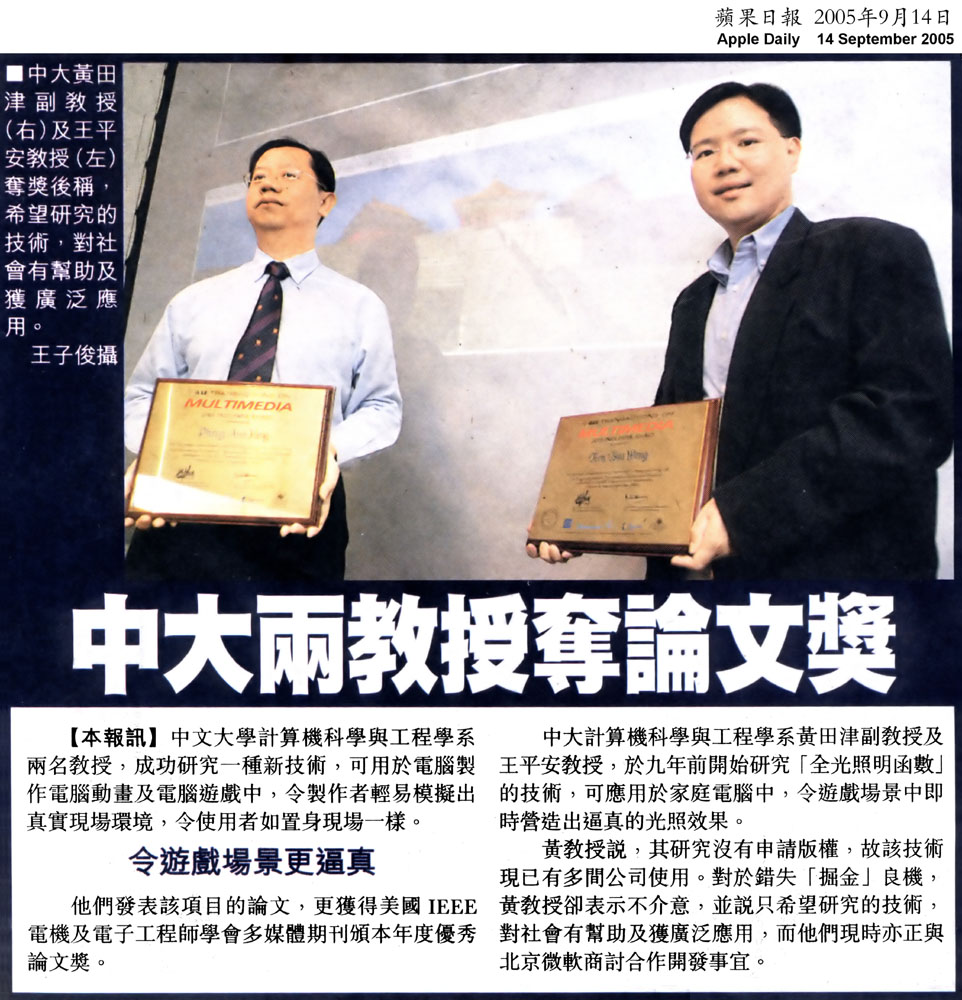 蘋果日報 2005年9月14日
Apple Daily 14 September 2005
■中大黃田
津副教授
(右)及王平
安教授(左)
奪獎後稱，
希望研究的
技術，對社
會有幫助及
獲廣泛應
用。
王子俊攝
MULTIMEDIA
MULTIMEDIA
中大兩教授奪論文獎
【本報訊】中文大學計算機科學與工程學系
兩名教授，成功研究一種新技術，可用於電腦製
作電腦動畫及電腦遊戲中，令製作者輕易模擬出
真實現場環境，令使用者如置身現場一樣。
令遊戲場景更逼真
他們發表該項目的論文，更獲得美國 IEEE
電機及電子工程師學會多媒體期刊頒本年度優秀
論文獎。
中大計算機科學與工程學系黃田津副教授及
王平安教授，於九年前開始研究「全光照明函數」
的技術，可應用於家庭電腦中，令遊戲場景中即
時營造出逼真的光照效果。
黃教授説，其研究沒有申請版權，故該技術
現已有多間公司使用。對於錯失「掘金」良機，
黃教授卻表示不介意，並説只希望研究的技術，
對社會有幫助及獲廣泛應用，而他們現時亦正與
北京微軟商討合作開發事宜。